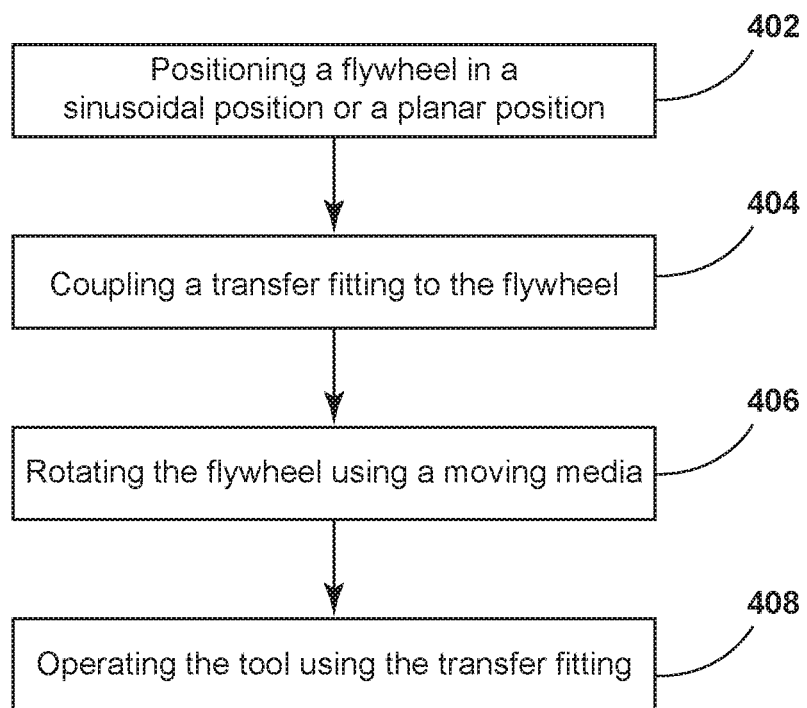 402
Positioning a flywheel in a
sinusoidal position or a planar position
404
Coupling a transfer fitting to the flywheel
406
Rotating the flywheel using a moving media
408
Operating the tool using the transfer fitting